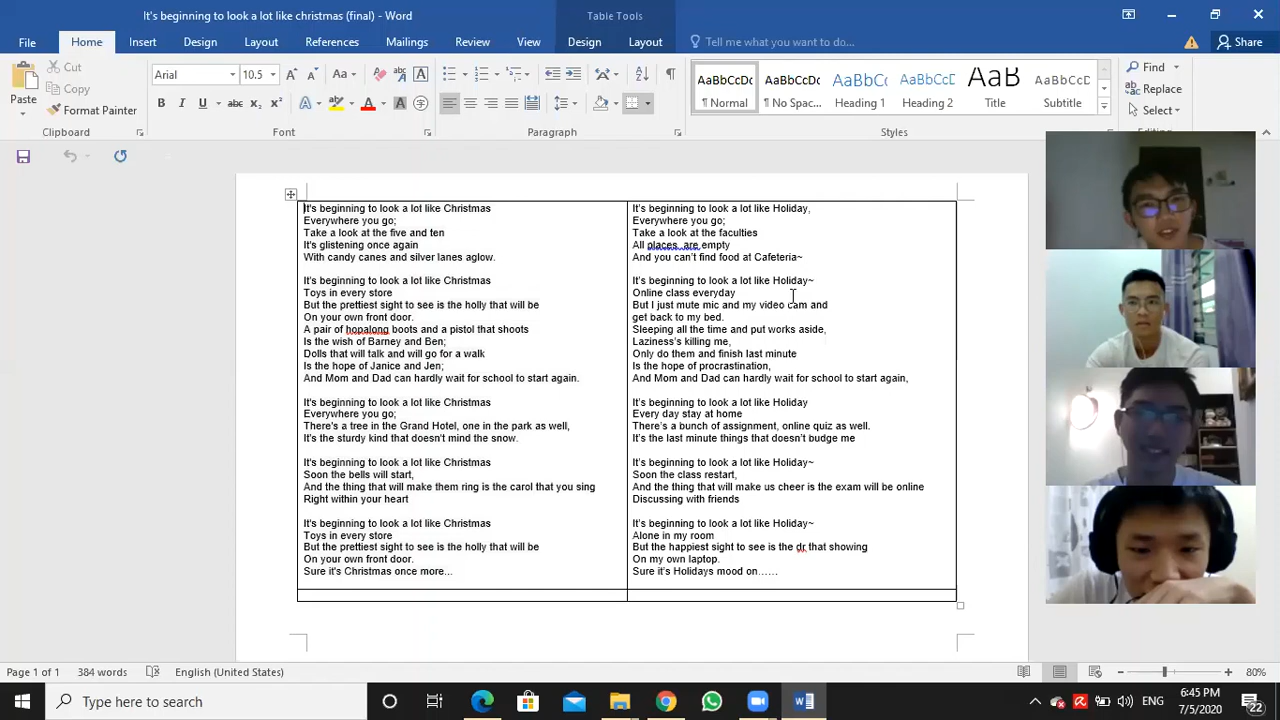 It's beginning to look a lot like christmas (final) - Word
Table Tools
File
Home
Insert
Design
Layout
References
Mailings
Review
View
Design
Layout
Tell me what you want to do
Share
Paste
Cut
Copy
Format Painter
Clipboard
Arial
10.5
Font
Paragraph
AaBbCcDc
¶ Normal
AaBbCcDc
¶ No Spac...
AaBbC(
Heading 1
AaBbCcD
Heading 2
AaB
Title
AaBbCcD
Subtitle
Styles
Find
Replace
Select
Editing
It's beginning to look a lot like Christmas
Everywhere you go;
Take a look at the five and ten
It's glistening once again
With candy canes and silver lanes aglow.
It's beginning to look a lot like Christmas
Toys in every store
But the prettiest sight to see is the holly that will be
On your own front door.
A pair of hopalong boots and a pistol that shoots
Is the wish of Barney and Ben;
Dolls that will talk and will go for a walk
Is the hope of Janice and Jen;
And Mom and Dad can hardly wait for school to start again.
It's beginning to look a lot like Christmas
Everywhere you go;
There's a tree in the Grand Hotel, one in the park as well,
It's the sturdy kind that doesn't mind the snow.
It's beginning to look a lot like Christmas
Soon the bells will start,
And the thing that will make them ring is the carol that you sing
Right within your heart
It's beginning to look a lot like Christmas
Toys in every store
But the prettiest sight to see is the holly that will be
On your own front door.
Sure it's Christmas once more...
It's beginning to look a lot like Holiday,
Everywhere you go;
Take a look at the faculties
All places are empty
And you can't find food at Cafeteria~
It's beginning to look a lot like Holiday~
Online class everyday
But I just mute mic and my video cam and
get back to my bed.
Sleeping all the time and put works aside,
Laziness's killing me,
Only do them and finish last minute
Is the hope of procrastination,
And Mom and Dad can hardly wait for school to start again,
It's beginning to look a lot like Holiday
Every day stay at home
There's a bunch of assignment, online quiz as well.
It's the last minute things that doesn't budge me
It's beginning to look a lot like Holiday~
Soon the class restart,
And the thing that will make us cheer is the exam will be online
Discussing with friends
It's beginning to look a lot like Holiday~
Alone in my room
But the happiest sight to see is the dr that showing
On my own laptop.
Sure it's Holidays mood on......
Page 1 of 1
384 words
English (United States)
80%
Type here to search
ENG
6:45 PM
7/5/2020
22